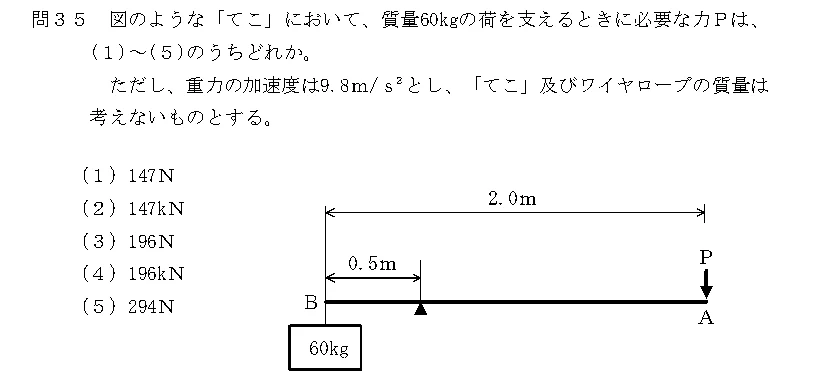 問３５　図のような「てこ」において、質量60kgの荷を支えるときに必要な力Ｐは、
(１)～(５)のうちどれか。
ただし、重力の加速度は9.8ｍ/ｓ²とし、「てこ」及びワイヤロープの質量は
考えないものとする。
(１) 147Ｎ
(２) 147kＮ
(３) 196Ｎ
(４) 196kＮ
(５) 294Ｎ
2.0ｍ
0.5ｍ
P
B
A
60kg